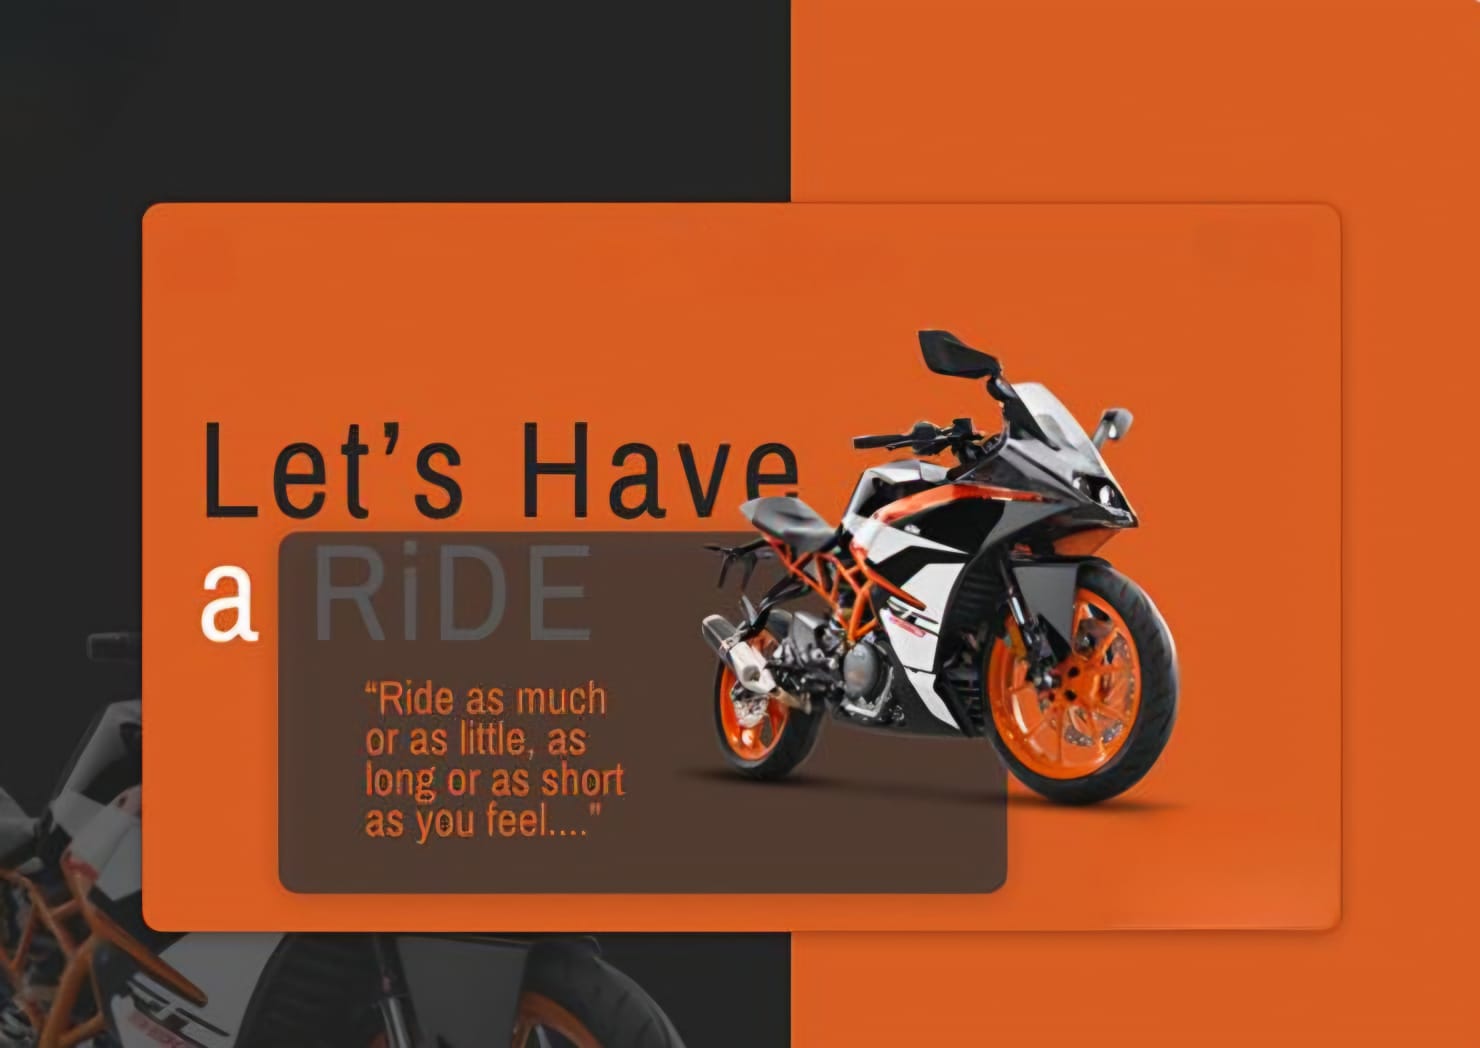 Let’s Have
a RiDE
“Ride as much
or as little, as
long or as short
as you feel...."